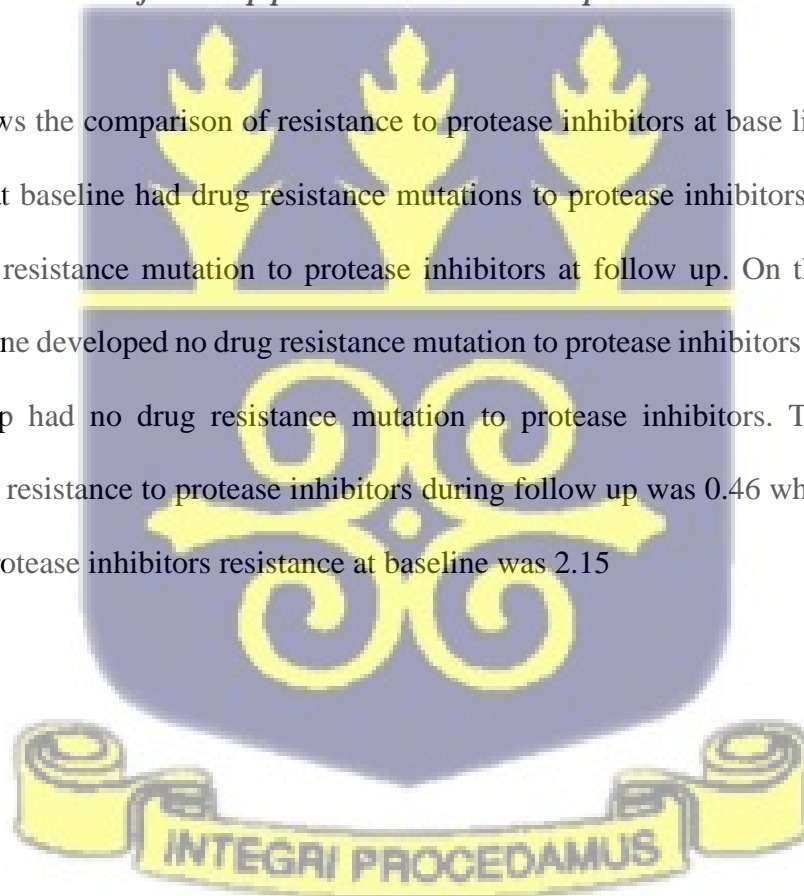 ws the comparison of resistance to protease inhibitors at base li
t baseline had drug resistance mutations to protease inhibitors
resistance mutation to protease inhibitors at follow up. On t
ne developed no drug resistance mutation to protease inhibitors
p had no drug resistance mutation to protease inhibitors. T
resistance to protease inhibitors during follow up was 0.46 wh
rotease inhibitors resistance at baseline was 2.15
INTEGRI PROCEDAMUS